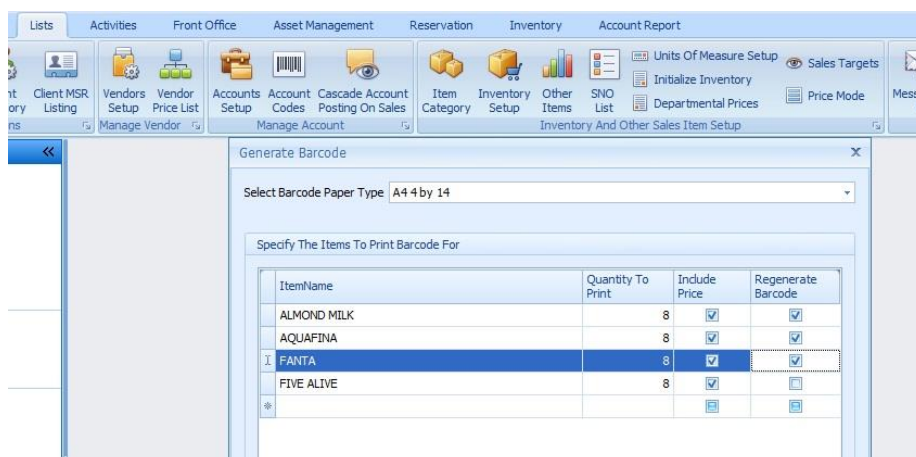 Lists Activities Front Office Asset Management Reservation Inventory Account Report
Client MSR Listing
Vendors Setup
Vendor Price List
Accounts Setup
Account Codes
Cascade Account Posting On Sales
Item Category
Inventory Setup
Other Items
SNO List
Units Of Measure Setup
Initialize Inventory
Departmental Prices
Sales Targets
Price Mode
Manage Vendor
Manage Account
Inventory And Other Sales Item Setup
Generate Barcode
Select Barcode Paper Type A4 4 by 14
Specify The Items To Print Barcode For
ItemName Quantity To Print Include Price Regenerate Barcode
ALMOND MILK 8
AQUAFINA 8
FANTA 8
FIVE ALIVE 8